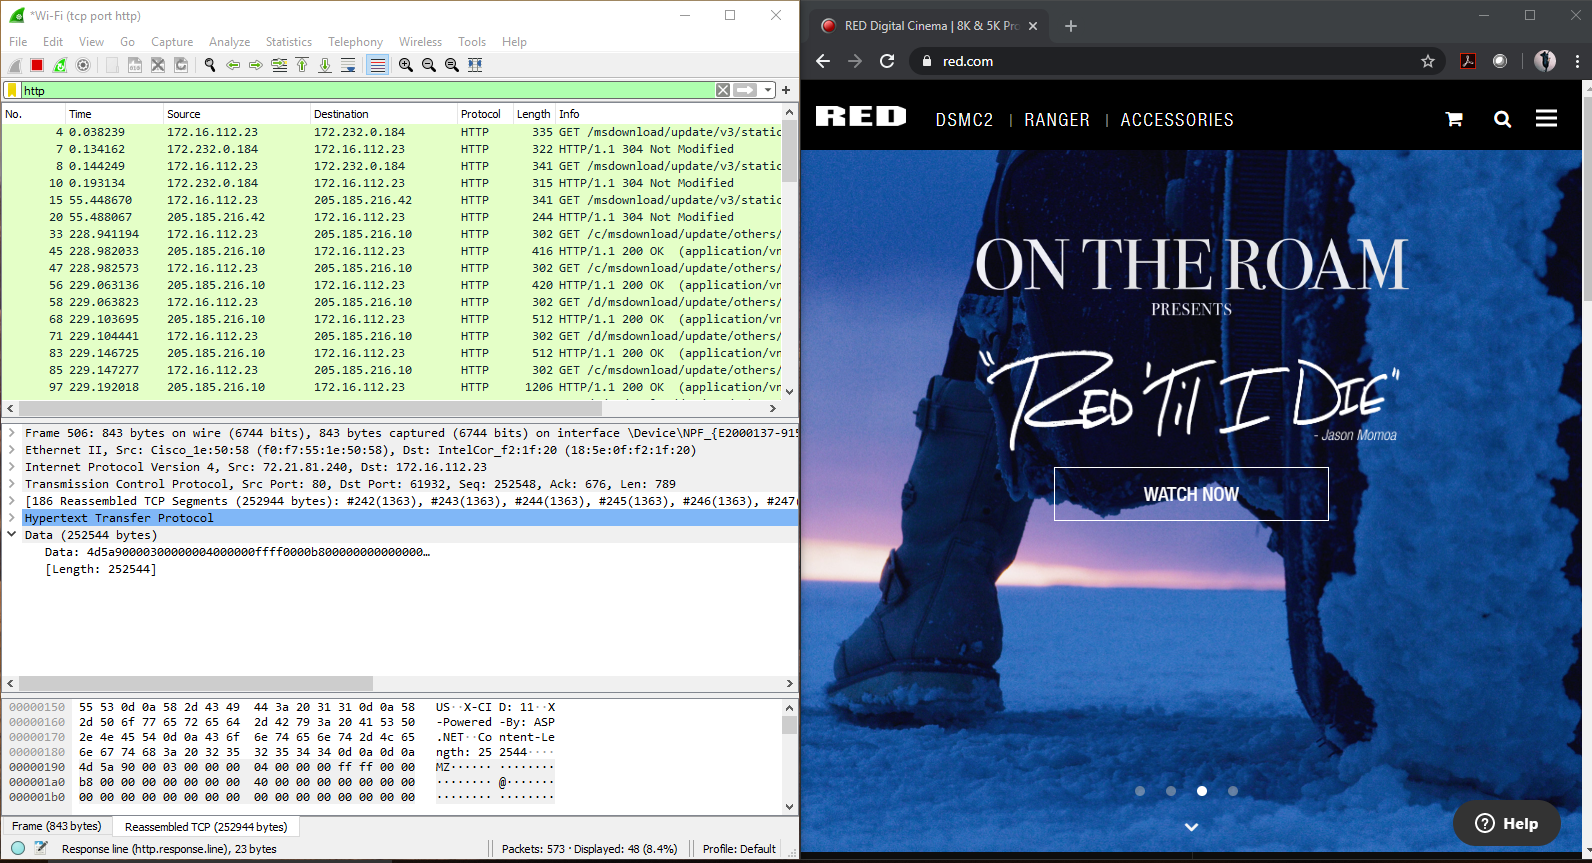 *Wi-Fi (tcp port http)
File Edit View Go Capture Analyze Statistics Telephony Wireless Tools Help
http
No. Time Source Destination Protocol Length Info
4 0.038239 172.16.112.23 172.232.0.184 HTTP 335 GET /msdownload/update/v3/static
7 0.134162 172.232.0.184 172.16.112.23 HTTP 322 HTTP/1.1 304 Not Modified
8 0.144249 172.16.112.23 172.232.0.184 HTTP 341 GET /msdownload/update/v3/static
10 0.193134 172.232.0.184 172.16.112.23 HTTP 315 HTTP/1.1 304 Not Modified
15 55.448670 172.16.112.23 205.185.216.42 HTTP 341 GET /msdownload/update/v3/static
20 55.488067 205.185.216.42 172.16.112.23 HTTP 244 HTTP/1.1 304 Not Modified
33 228.941194 172.16.112.23 205.185.216.10 HTTP 302 GET /c/msdownload/update/others/
45 228.982033 205.185.216.10 172.16.112.23 HTTP 416 HTTP/1.1 200 OK (application/vn
47 228.982573 172.16.112.23 205.185.216.10 HTTP 302 GET /c/msdownload/update/others/
56 229.063136 205.185.216.10 172.16.112.23 HTTP 420 HTTP/1.1 200 OK (application/vn
58 229.063823 172.16.112.23 205.185.216.10 HTTP 302 GET /d/msdownload/update/others/
68 229.103695 205.185.216.10 172.16.112.23 HTTP 512 HTTP/1.1 200 OK (application/vn
71 229.104441 172.16.112.23 205.185.216.10 HTTP 302 GET /d/msdownload/update/others/
83 229.146725 205.185.216.10 172.16.112.23 HTTP 512 HTTP/1.1 200 OK (application/vn
85 229.147277 172.16.112.23 205.185.216.10 HTTP 302 GET /c/msdownload/update/others/
97 229.192018 205.185.216.10 172.16.112.23 HTTP 1206 HTTP/1.1 200 OK (application/vn
Frame 506: 843 bytes on wire (6744 bits), 843 bytes captured (6744 bits) on interface \Device\NPF_{E2000137-915
Ethernet II, Src: Cisco_1e:50:58 (f0:f7:55:1e:50:58), Dst: IntelCor_f2:1f:20 (18:5e:0f:f2:1f:20)
Internet Protocol Version 4, Src: 72.21.81.240, Dst: 172.16.112.23
Transmission Control Protocol, Src Port: 80, Dst Port: 61932, Seq: 252548, Ack: 676, Len: 789
[186 Reassembled TCP Segments (252944 bytes): #242(1363), #243(1363), #244(1363), #245(1363), #246(1363), #247(
Hypertext Transfer Protocol
Data (252544 bytes)
Data: 4d5a90000300000004000000ffff0000b800000000000000…
[Length: 252544]
00000150 55 53 0d 0a 58 2d 43 49 44 3a 20 31 31 0d 0a 58 US··X-CI D: 11··X
00000160 2d 50 6f 77 65 72 65 64 2d 42 79 3a 20 41 53 50 -Powered -By: ASP
00000170 2e 4e 45 54 0d 0a 43 6f 6e 74 65 6e 74 2d 4c 65 .NET··Co ntent-Le
00000180 6e 67 74 68 3a 20 32 35 32 35 34 34 0d 0a 0d 0a ngth: 25 2544····
00000190 4d 5a 90 00 03 00 00 00 04 00 00 00 ff ff 00 00 MZ······ ········
000001a0 b8 00 00 00 00 00 00 00 40 00 00 00 00 00 00 00 ········ @·······
000001b0 00 00 00 00 00 00 00 00 00 00 00 00 00 00 00 00 ········ ········
Frame (843 bytes) Reassembled TCP (252944 bytes)
Response line (http.response.line), 23 bytes Packets: 573 · Displayed: 48 (8.4%) Profile: Default
RED Digital Cinema | 8K & 5K Pro
red.com
RED DSMC2 | RANGER | ACCESSORIES
ON THE ROAM
PRESENTS
"RED 'Til I DIE"
- Jason Momoa
WATCH NOW
Help